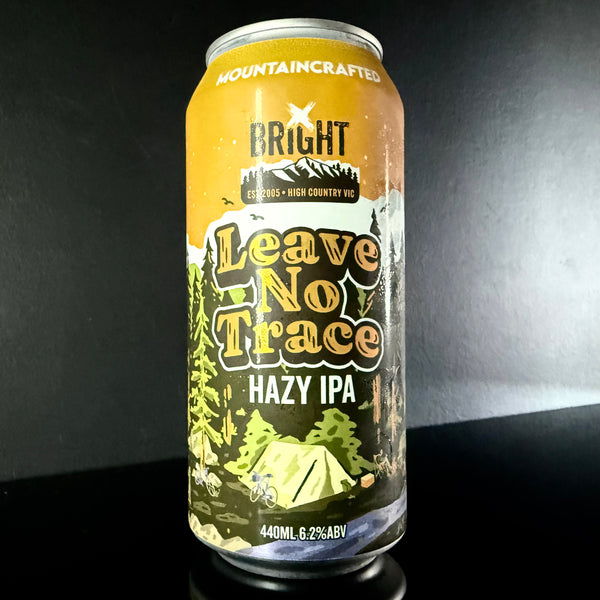 MOUNTAINCRAFTED
BRIGHT
EST 2005 • HIGH COUNTRY VIC
Leave
No
Trace
HAZY IPA
440ML 6.2%ABV